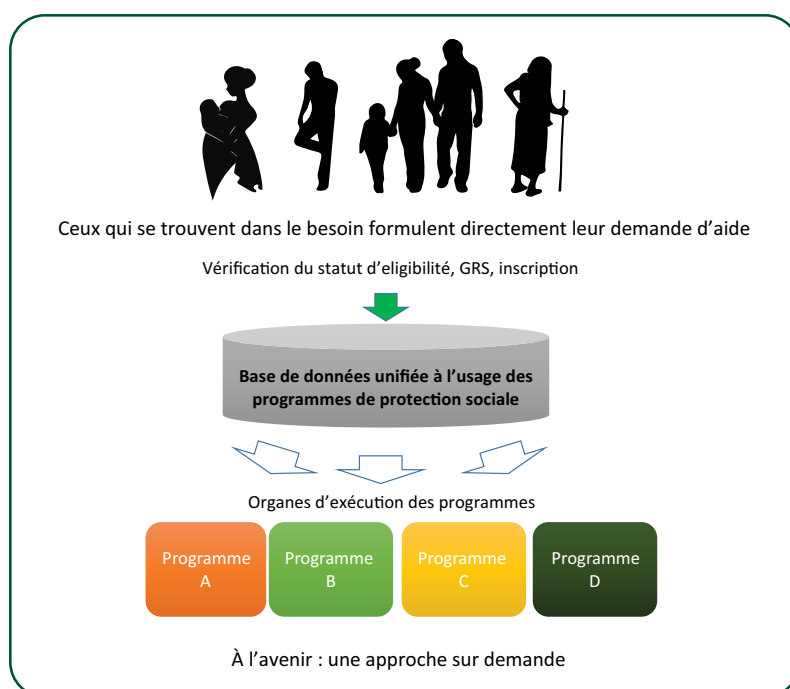 Ceux qui se trouvent dans le besoin formulent directement leur demande d’aide
Vérification du statut d’eligibilité, GRS, inscription
Base de données unifiée à l’usage des
programmes de protection sociale
Organes d’exécution des programmes
Programme
A
Programme
B
Programme
C
Programme
D
À l’avenir : une approche sur demande